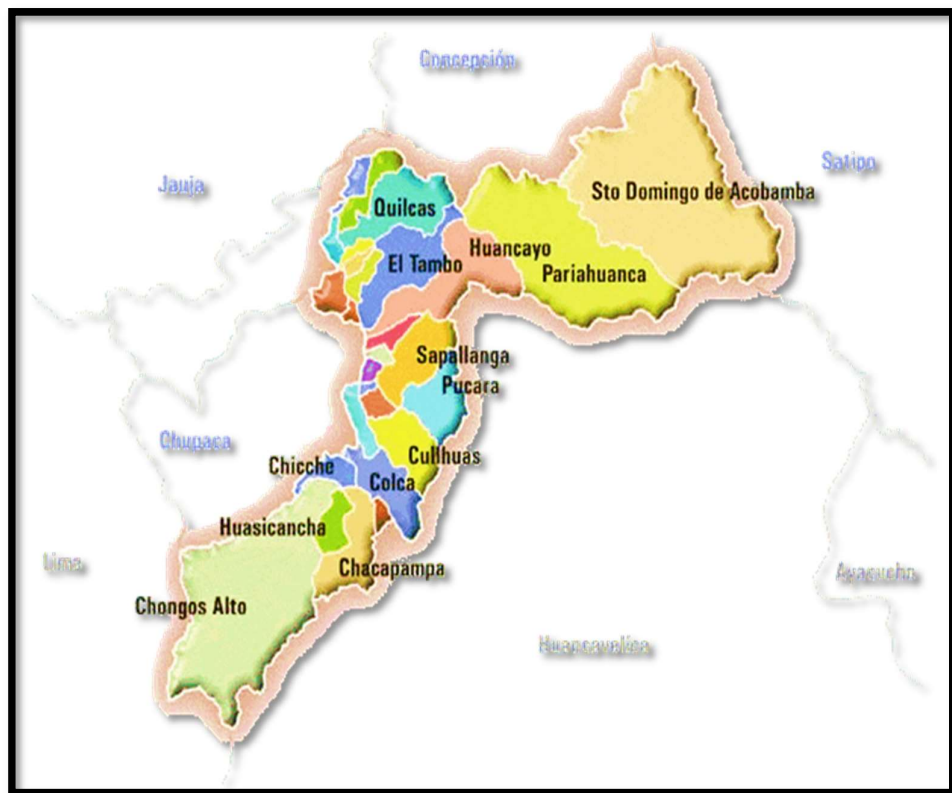 Concepción
Satipo
Jauja
Sto Domingo de Acobamba
Quilcas
Huancayo
El Tambo
Pariahuanca
Sapallanga
Pucara
Chupaca
Cullhuas
Chicche
Colca
Huasicancha
Lima
Chacapampa
Ayacucho
Chongos Alto
Huancavelica